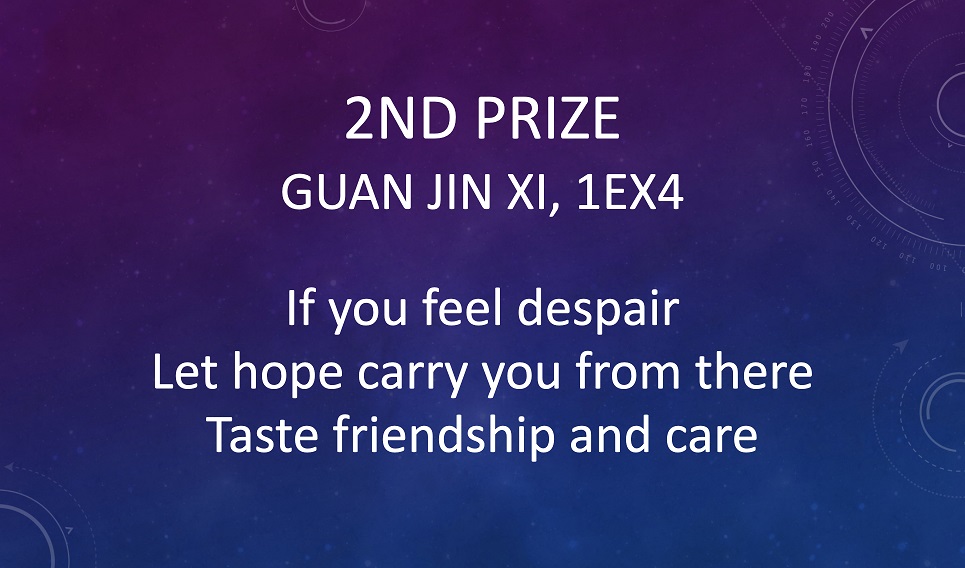 2ND PRIZE
GUAN JIN XI, 1EX4
If you feel despair
Let hope carry you from there
Taste friendship and care